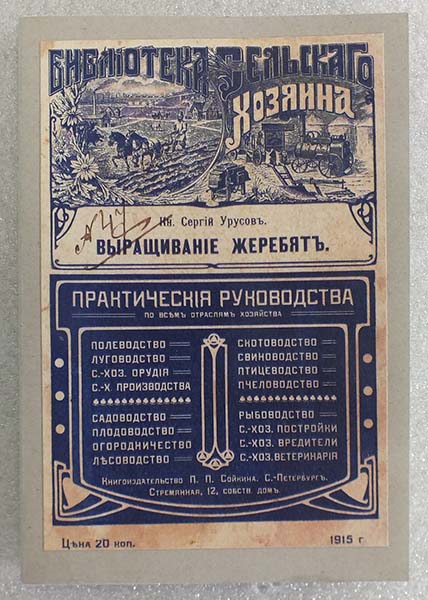 БИБЛІОТЕКА СЕЛЬСКАГО
ХОЗЯИНА
Кн. Сергій Урусовъ.
ВЫРАЩИВАНІЕ ЖЕРЕБЯТЪ.
ПРАКТИЧЕСКІЯ РУКОВОДСТВА
ПО ВСѢМЪ ОТРАСЛЯМЪ ХОЗЯЙСТВА
ПОЛЕВОДСТВО
ЛУГОВОДСТВО
С.-ХОЗ. ОРУДІЯ
С.-Х. ПРОИЗВОДСТВА
САДОВОДСТВО
ПЛОДОВОДСТВО
ОГОРОДНИЧЕСТВО
ЛѢСОВОДСТВО
СКОТОВОДСТВО
СВИНОВОДСТВО
ПТИЦЕВОДСТВО
ПЧЕЛОВОДСТВО
РЫБОВОДСТВО
С.-ХОЗ. ПОСТРОЙКИ
С.-ХОЗ. ВРЕДИТЕЛИ
С.-ХОЗ. ВЕТЕРИНАРІЯ
Книгоиздательство П. П. Сойкина. С.-Петербургъ.
Стремянная, 12, собств. домъ.
Цѣна 20 коп.
1915 г.